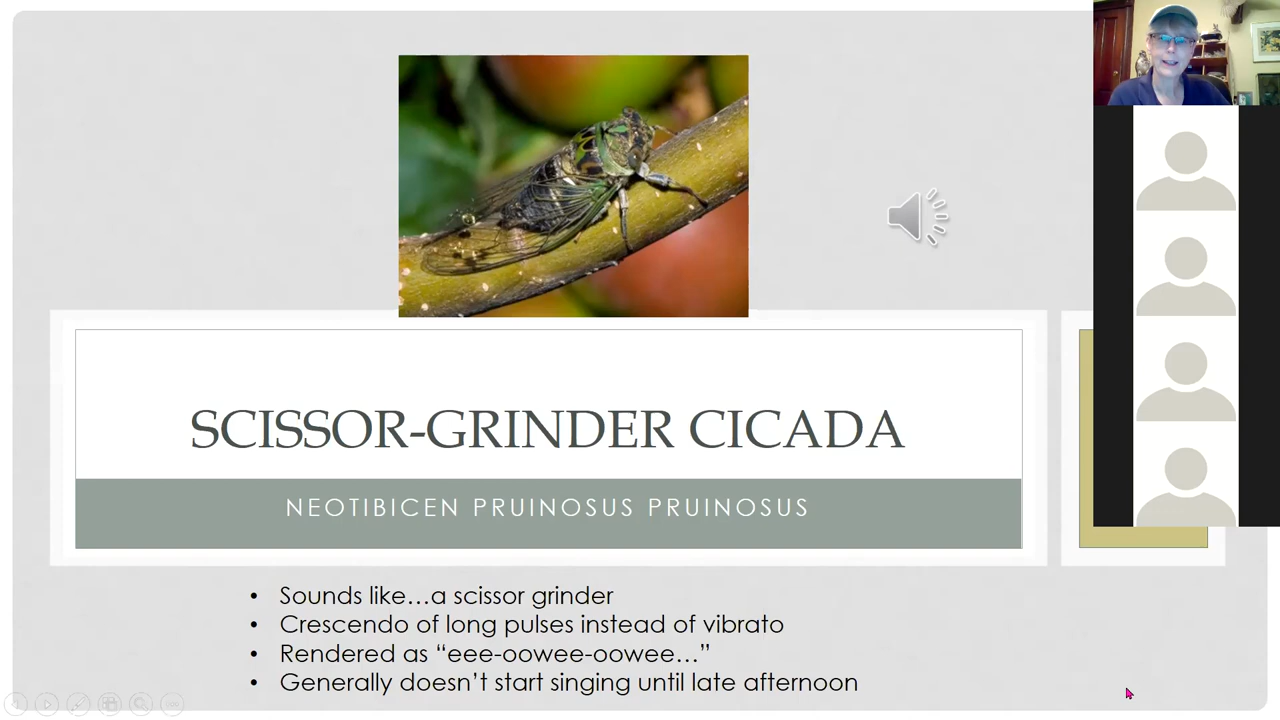 SCISSOR-GRINDER CICADA
NEOTIBICEN PRUINOSUS PRUINOSUS
• Sounds like…a scissor grinder
• Crescendo of long pulses instead of vibrato
• Rendered as “eee-oowee-oowee…”
• Generally doesn’t start singing until late afternoon